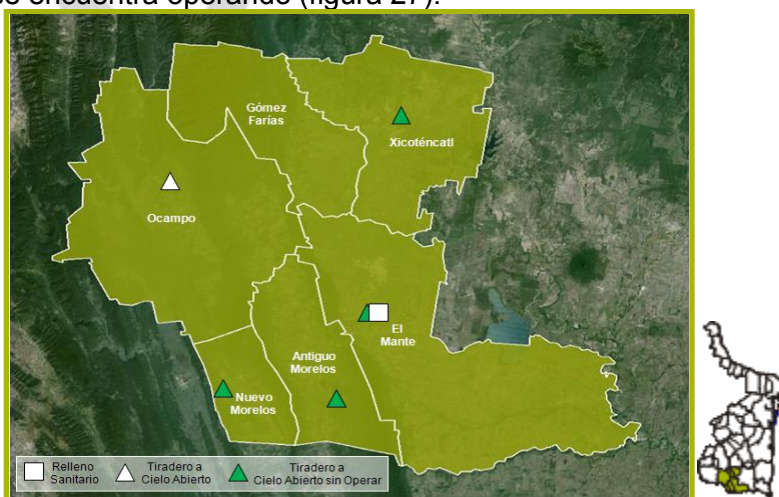 se encuentra operando (figura 27).
Gómez
Farías
Xicoténcatl
Ocampo
El
Mante
Antiguo
Morelos
Nuevo
Morelos
Relleno
Sanitario
Tiradero a
Cielo Abierto
Tiradero a
Cielo Abierto sin Operar